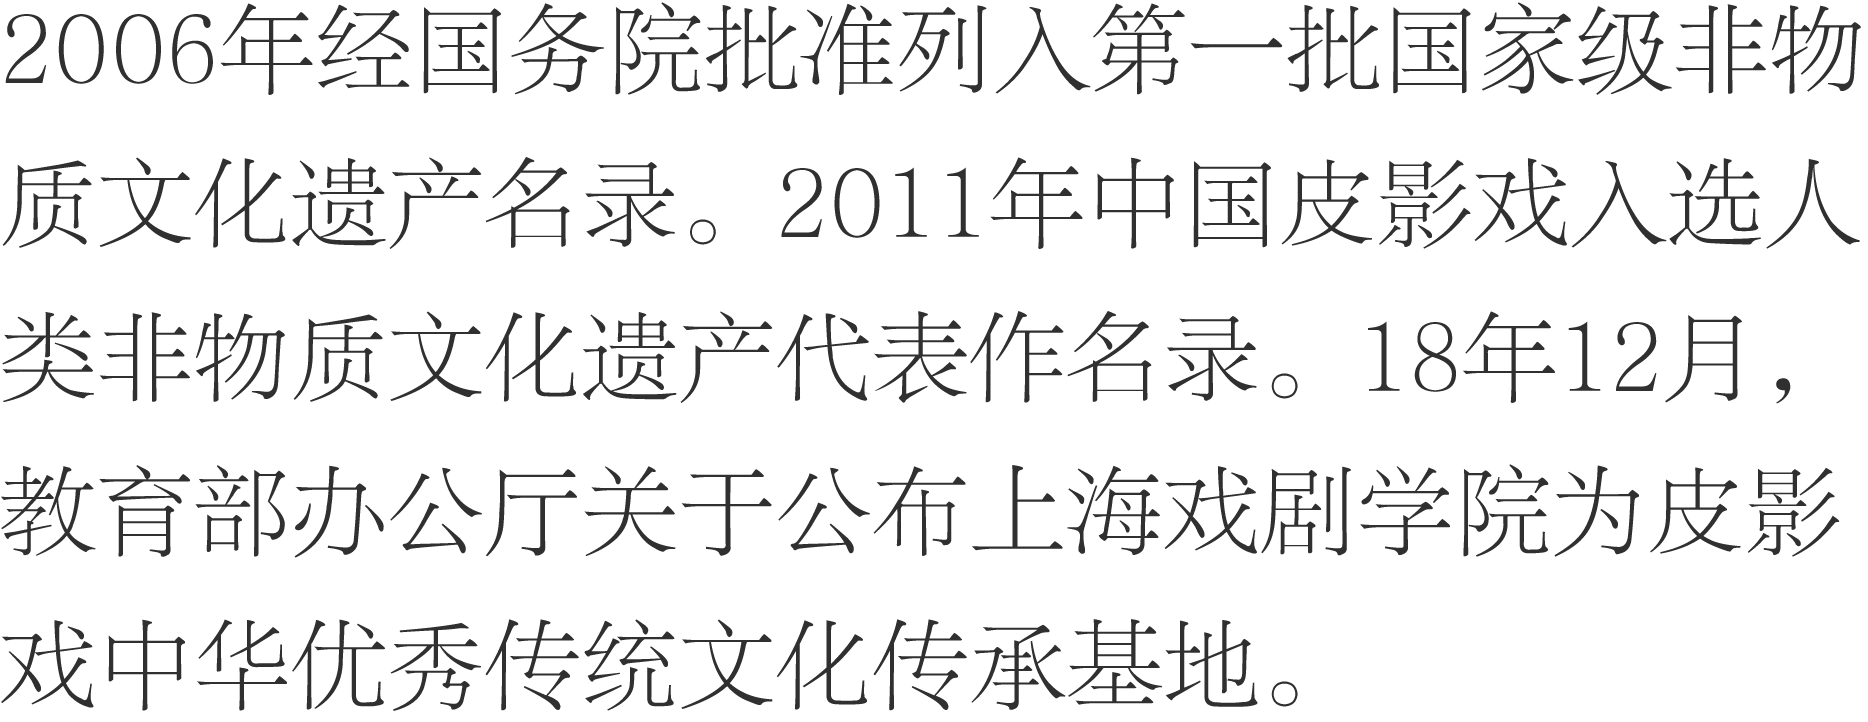 2006年经国务院批准列入第一批国家级非物
质文化遗产名录。2011年中国皮影戏入选人
类非物质文化遗产代表作名录。18年12月，
教育部办公厅关于公布上海戏剧学院为皮影
戏中华优秀传统文化传承基地。